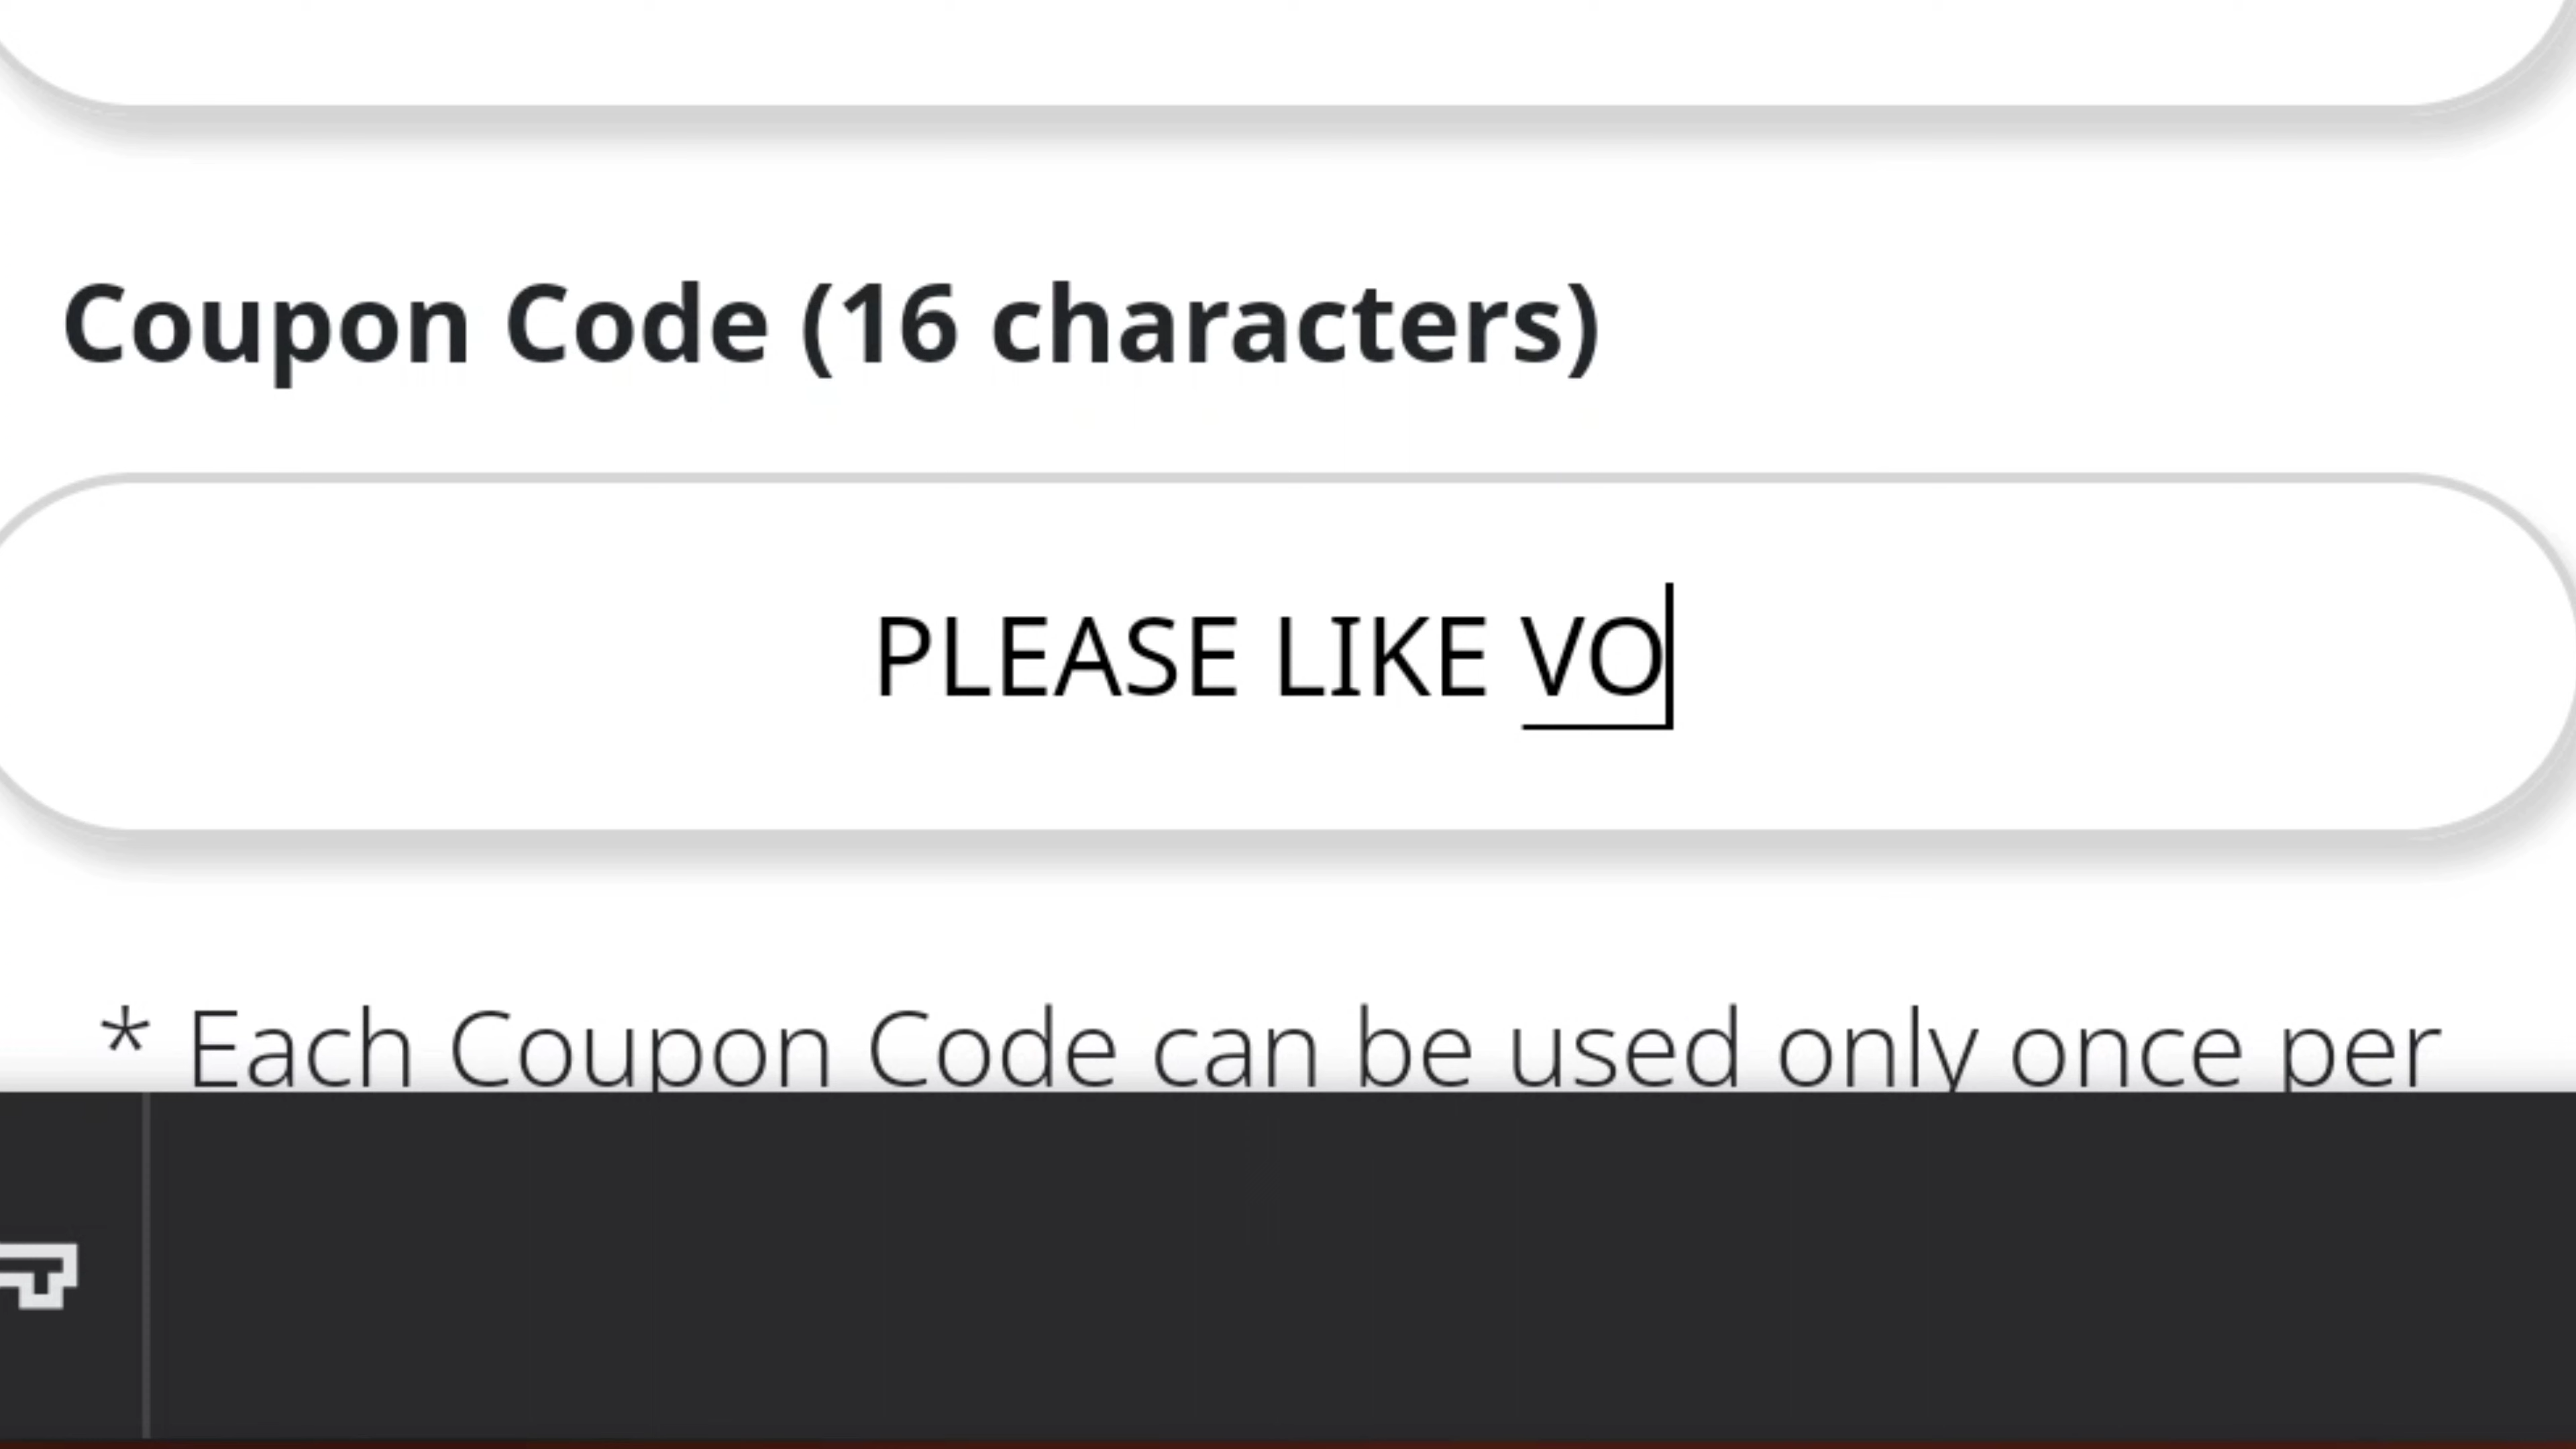 Coupon Code (16 characters)
PLEASE LIKE VO
* Each Coupon Code can be used only once per